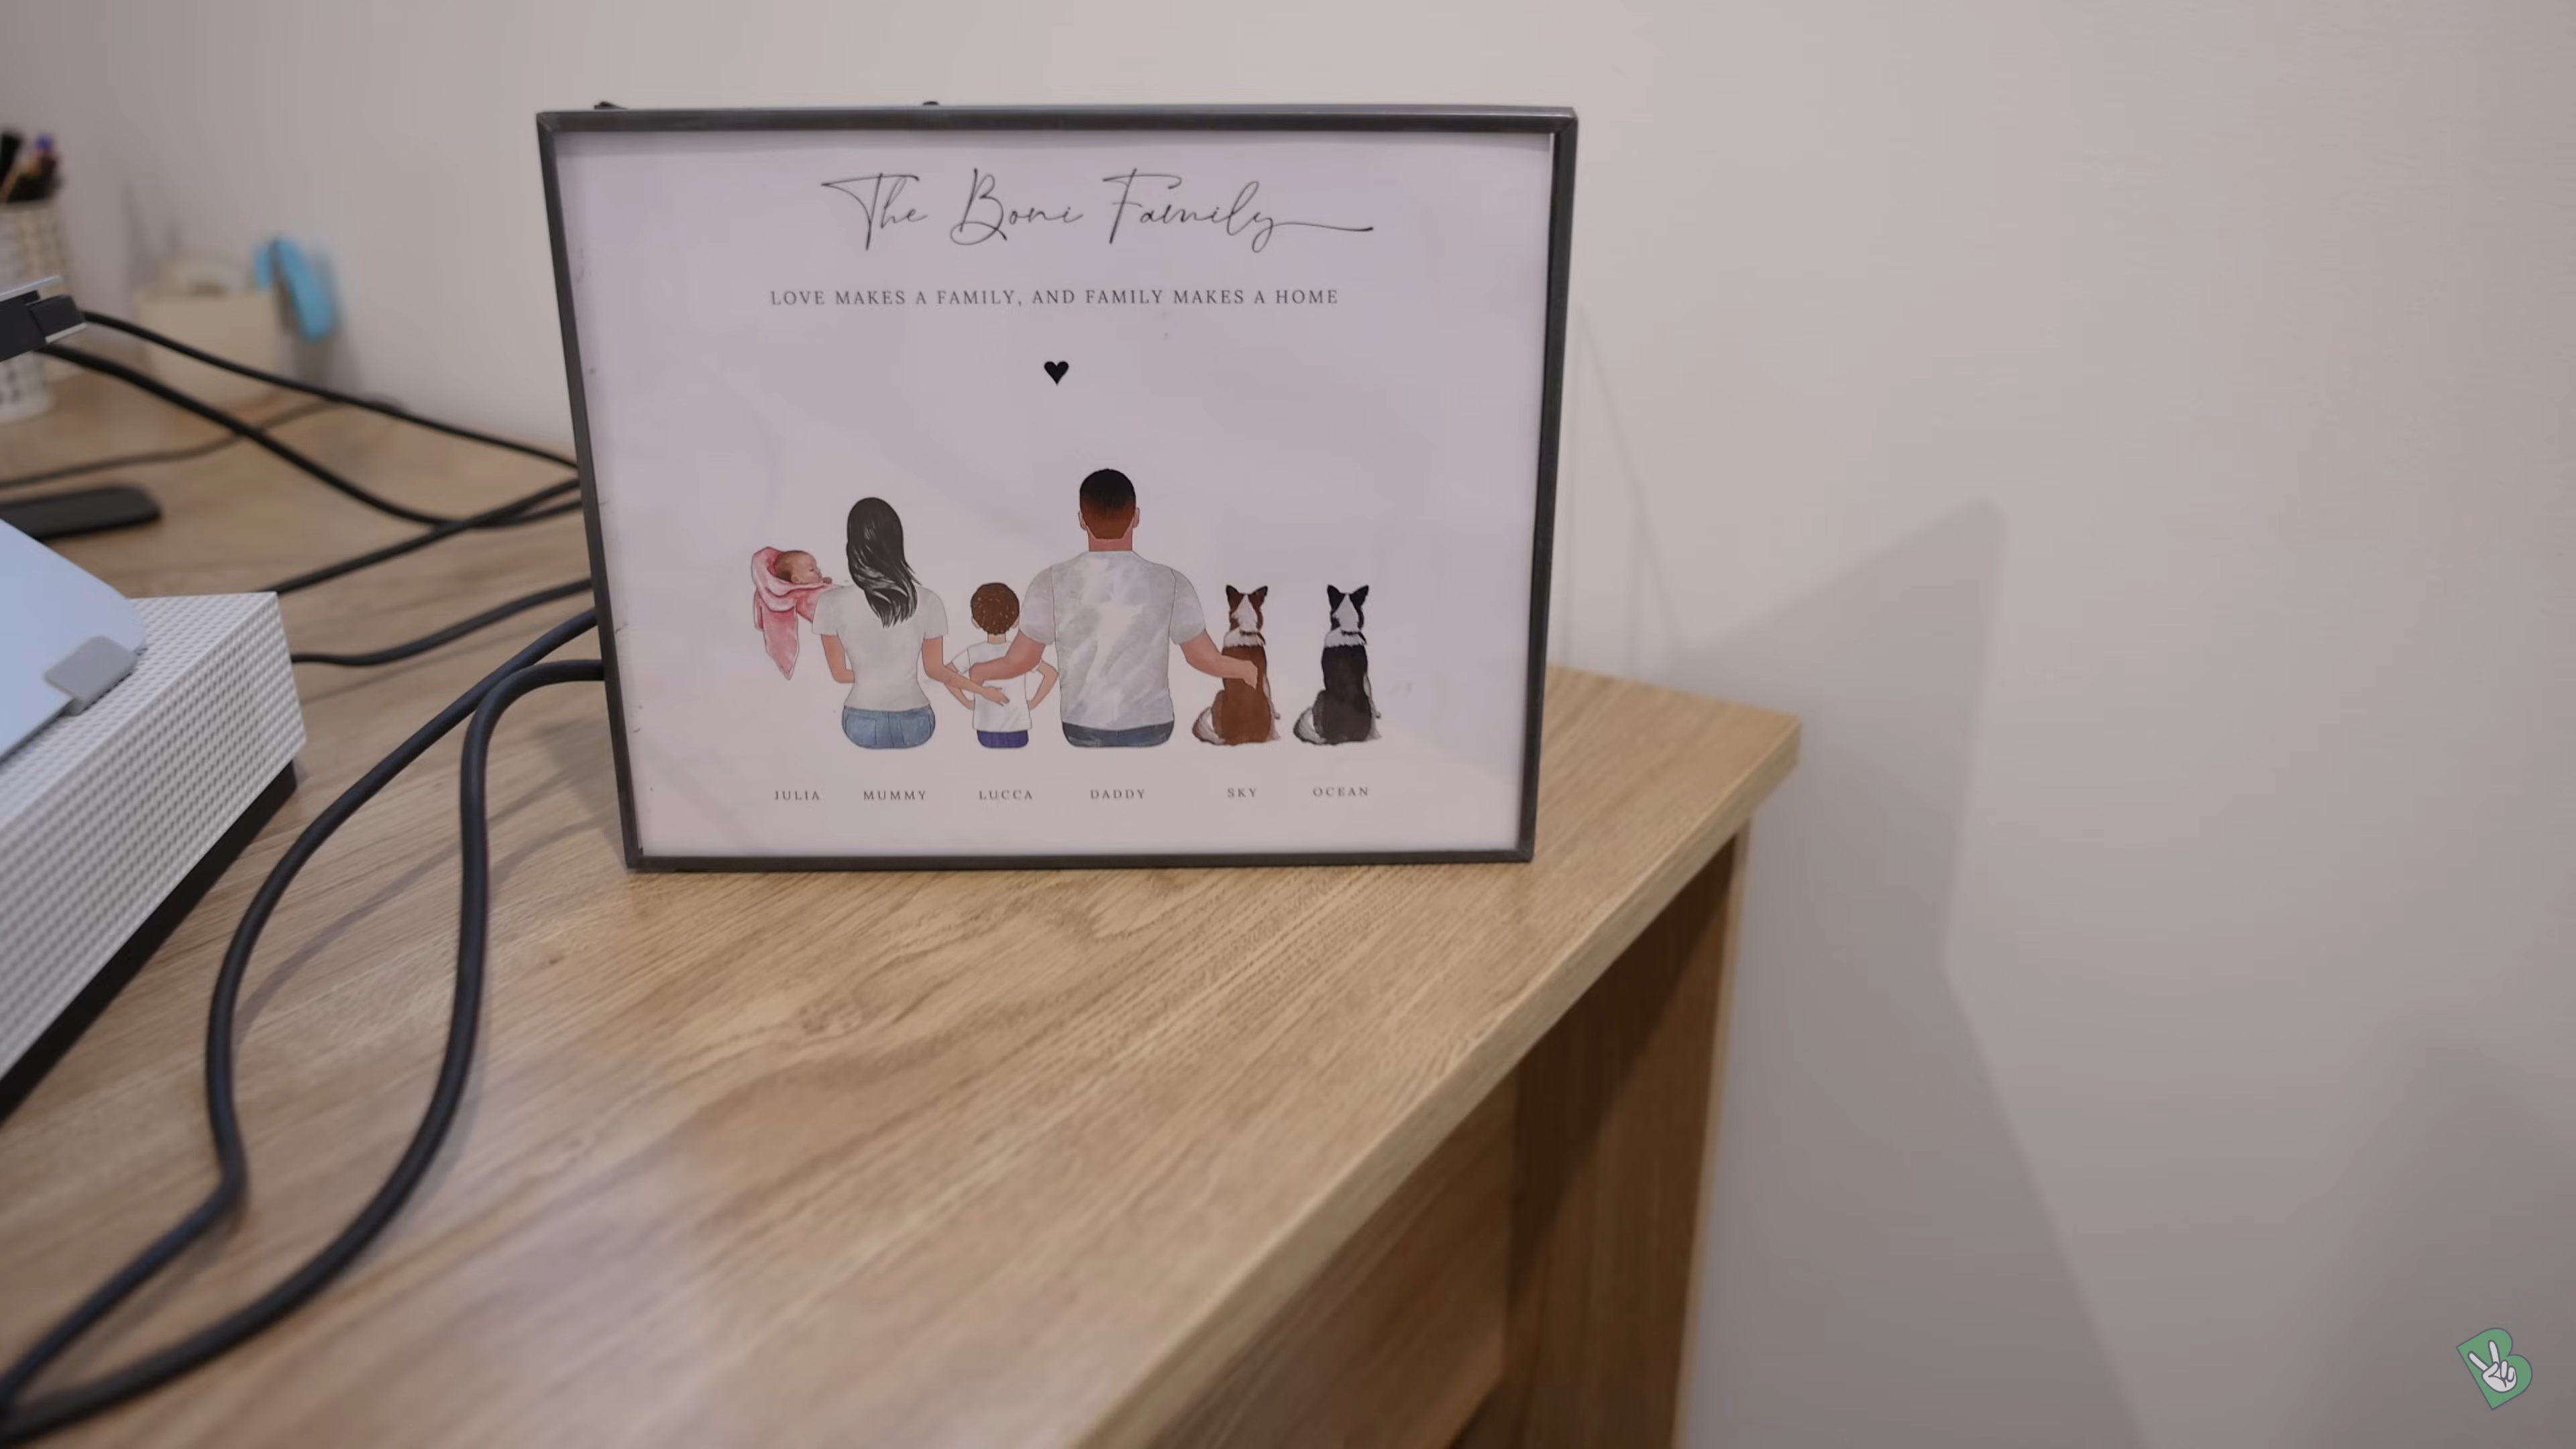 The Boni Family
LOVE MAKES A FAMILY, AND FAMILY MAKES A HOME
JULIA MUMMY LUCCA DADDY SKY OCEAN
B